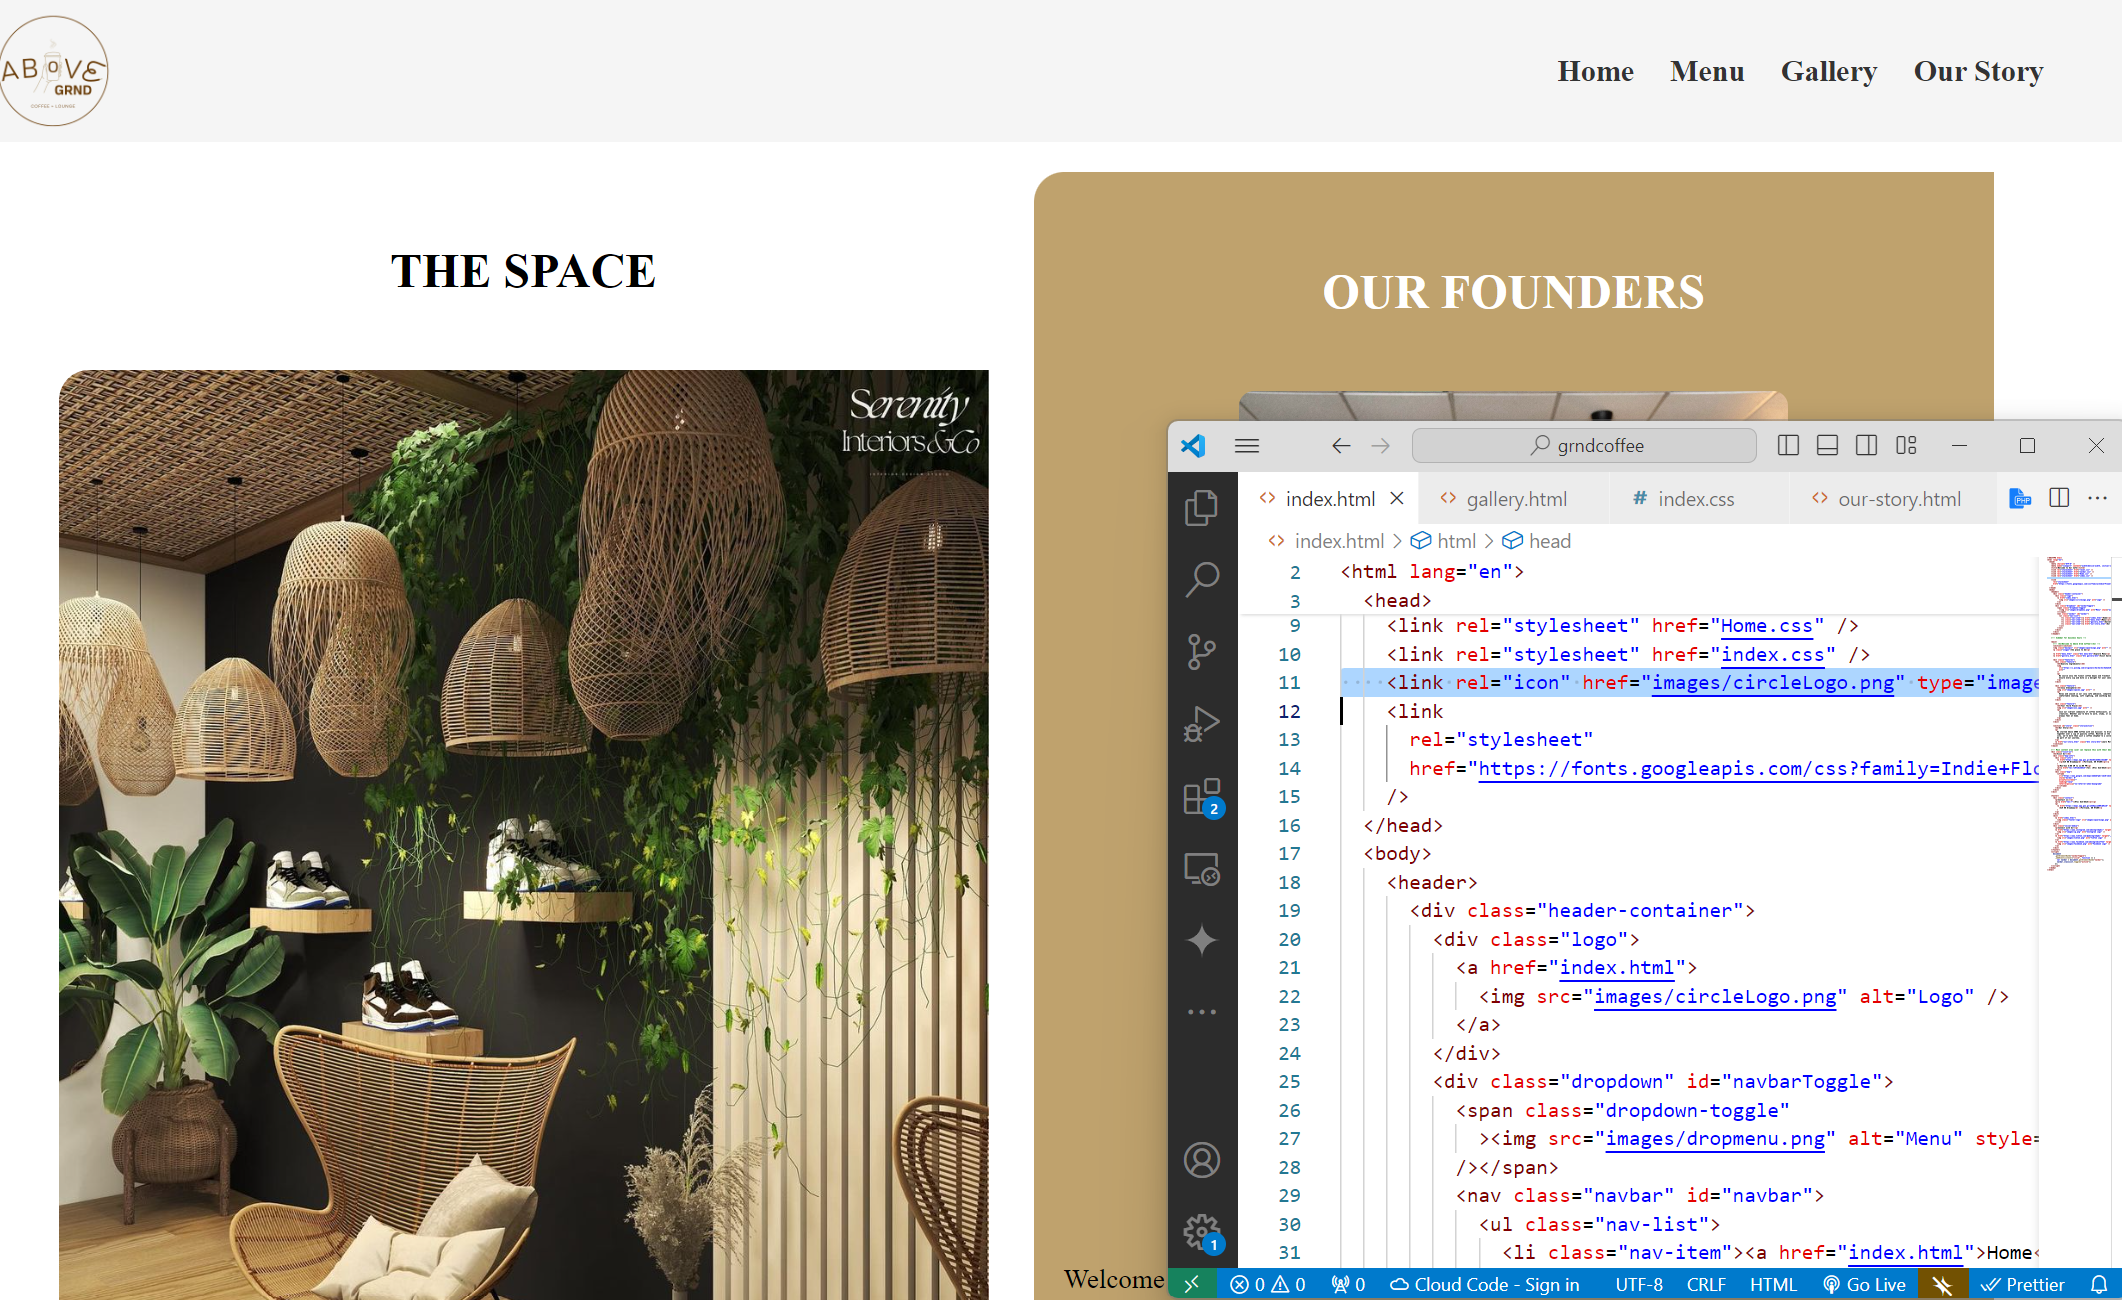 ABOVE
GRND
COFFEE + LOUNGE
Home Menu Gallery Our Story
THE SPACE
OUR FOUNDERS
Serenity
Interiors &Co
INTERIOR DESIGN STUDIO
Welcome
grndcoffee
index.html gallery.html # index.css our-story.html
PHP
index.html > html > head
2 <html lang="en">
3 <head>
9 <link rel="stylesheet" href="Home.css" />
10 <link rel="stylesheet" href="index.css" />
11 <link rel="icon" href="images/circleLogo.png" type="image
12 <link
13 rel="stylesheet"
14 href="https://fonts.googleapis.com/css?family=Indie+Flo
15 />
16 </head>
17 <body>
18 <header>
19 <div class="header-container">
20 <div class="logo">
21 <a href="index.html">
22 <img src="images/circleLogo.png" alt="Logo" />
23 </a>
24 </div>
25 <div class="dropdown" id="navbarToggle">
26 <span class="dropdown-toggle"
27 ><img src="images/dropmenu.png" alt="Menu" style=
28 /></span>
29 <nav class="navbar" id="navbar">
30 <ul class="nav-list">
31 <li class="nav-item"><a href="index.html">Home<
2
1
0 0 0 Cloud Code - Sign in UTF-8 CRLF HTML Go Live Prettier